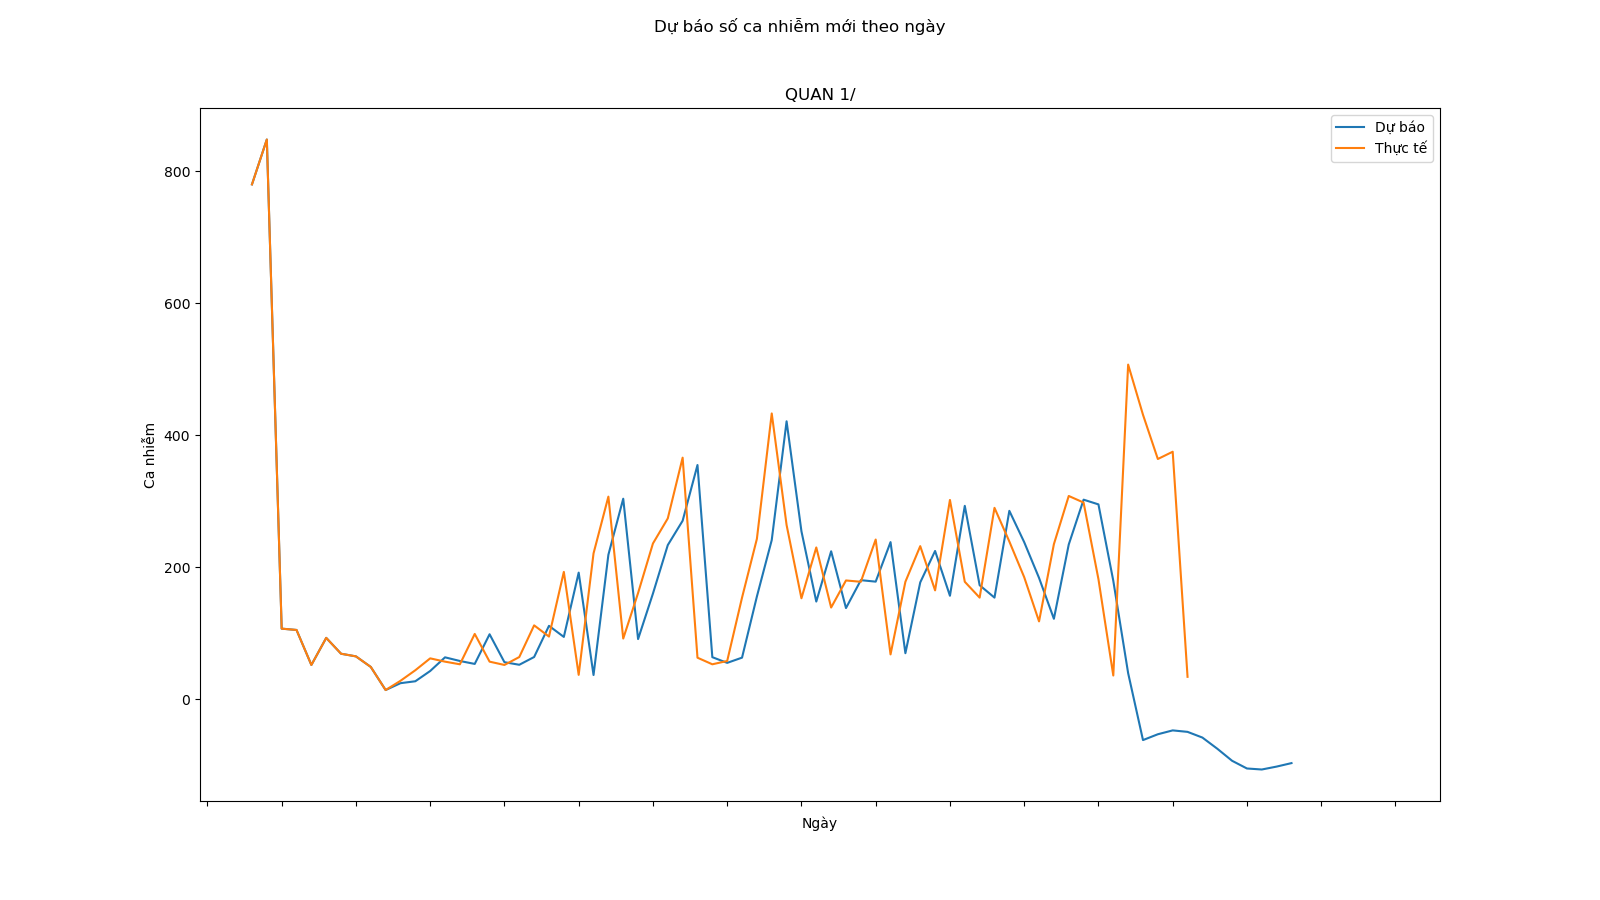 Dự báo số ca nhiễm mới theo ngày
QUAN 1/
Dự báo
Thực tế
800
600
400
200
0
Ca nhiễm
Ngày